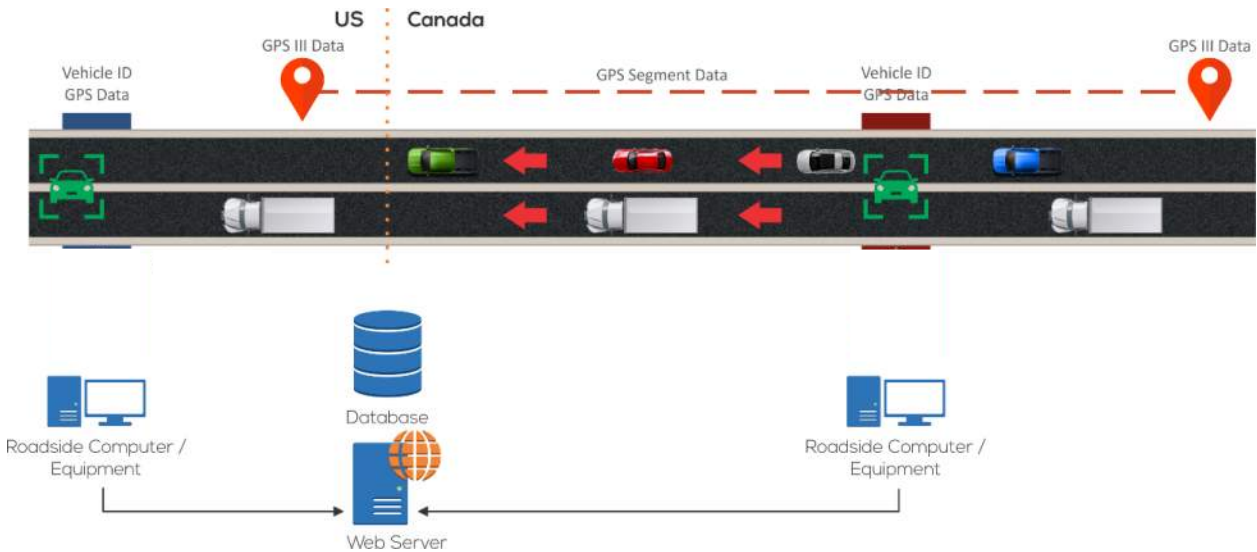 US
Canada
GPS III Data
GPS III Data
Vehicle ID
GPS Data
GPS Segment Data
Vehicle ID
GPS Data
Database
Roadside Computer /
Equipment
Roadside Computer /
Equipment
Web Server